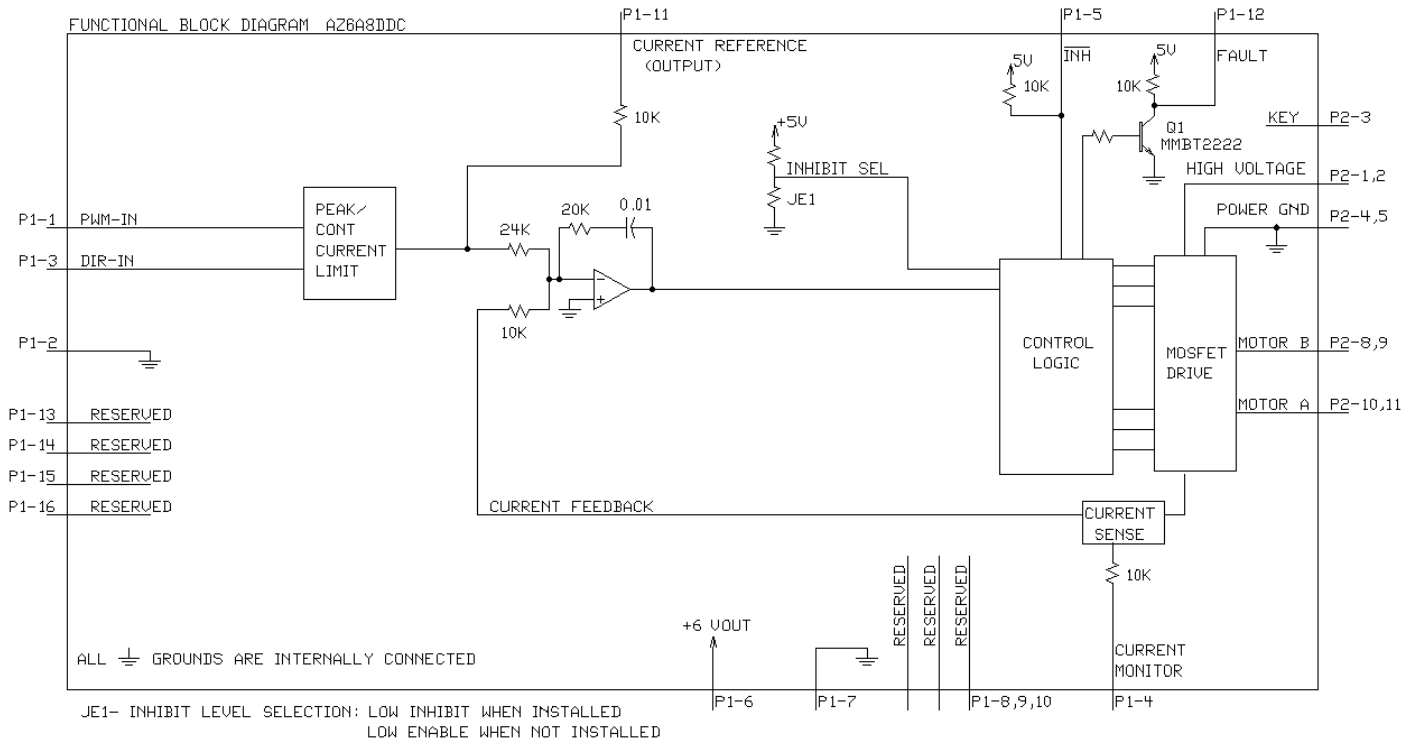 FUNCTIONAL BLOCK DIAGRAM AZ6A8DDC
P1-11
P1-5
P1-12
CURRENT REFERENCE
(OUTPUT)
5V
INH
5V
FAULT
10K
10K
10K
KEY
P2-3
+5V
Q1
MMBT2222
INHIBIT SEL
HIGH VOLTAGE
P2-1,2
JE1
PEAK/
CONT
CURRENT
LIMIT
P1-1
PWM-IN
20K
0.01
POWER GND
P2-4,5
24K
P1-3
DIR-IN
-
+
10K
P1-2
CONTROL
LOGIC
MOSFET
DRIVE
MOTOR B
P2-8,9
MOTOR A
P2-10,11
P1-13
RESERVED
P1-14
RESERVED
P1-15
RESERVED
P1-16
RESERVED
CURRENT FEEDBACK
CURRENT
SENSE
10K
RESERVED
RESERVED
RESERVED
+6 VOUT
ALL GROUNDS ARE INTERNALLY CONNECTED
CURRENT
MONITOR
P1-6
P1-7
P1-8,9,10
P1-4
JE1- INHIBIT LEVEL SELECTION: LOW INHIBIT WHEN INSTALLED
LOW ENABLE WHEN NOT INSTALLED